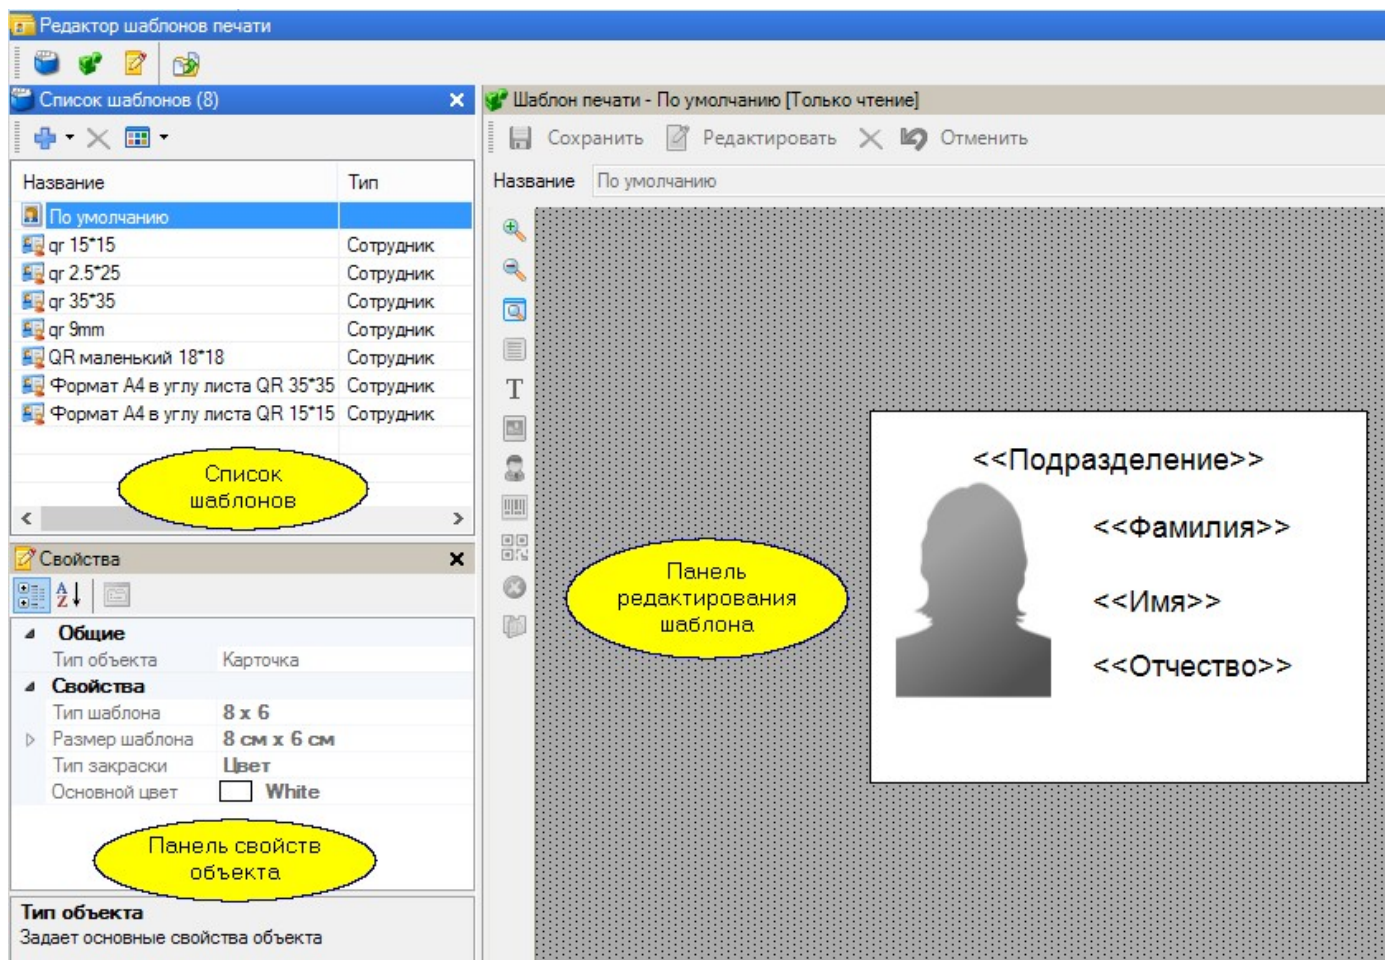 Редактор шаблонов печати
Список шаблонов (8)
Название Тип
По умолчанию
qr 15*15 Сотрудник
qr 2.5*25 Сотрудник
qr 35*35 Сотрудник
qr 9mm Сотрудник
QR маленький 18*18 Сотрудник
Формат А4 в углу листа QR 35*35 Сотрудник
Формат А4 в углу листа QR 15*15 Сотрудник
Список
шаблонов
Свойства
Общие
Тип объекта Карточка
Свойства
Тип шаблона 8 x 6
Размер шаблона 8 см x 6 см
Тип закраски Цвет
Основной цвет White
Панель свойств
объекта
Тип объекта
Задает основные свойства объекта
Шаблон печати - По умолчанию [Только чтение]
Сохранить Редактировать Отменить
Название По умолчанию
T
Панель
редактирования
шаблона
<<Подразделение>>
<<Фамилия>>
<<Имя>>
<<Отчество>>